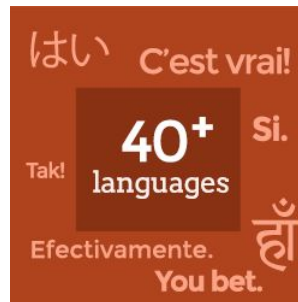 はい
C'est vrai!
40+
languages
Si.
Tak!
हाँ
Efectivamente.
You bet.